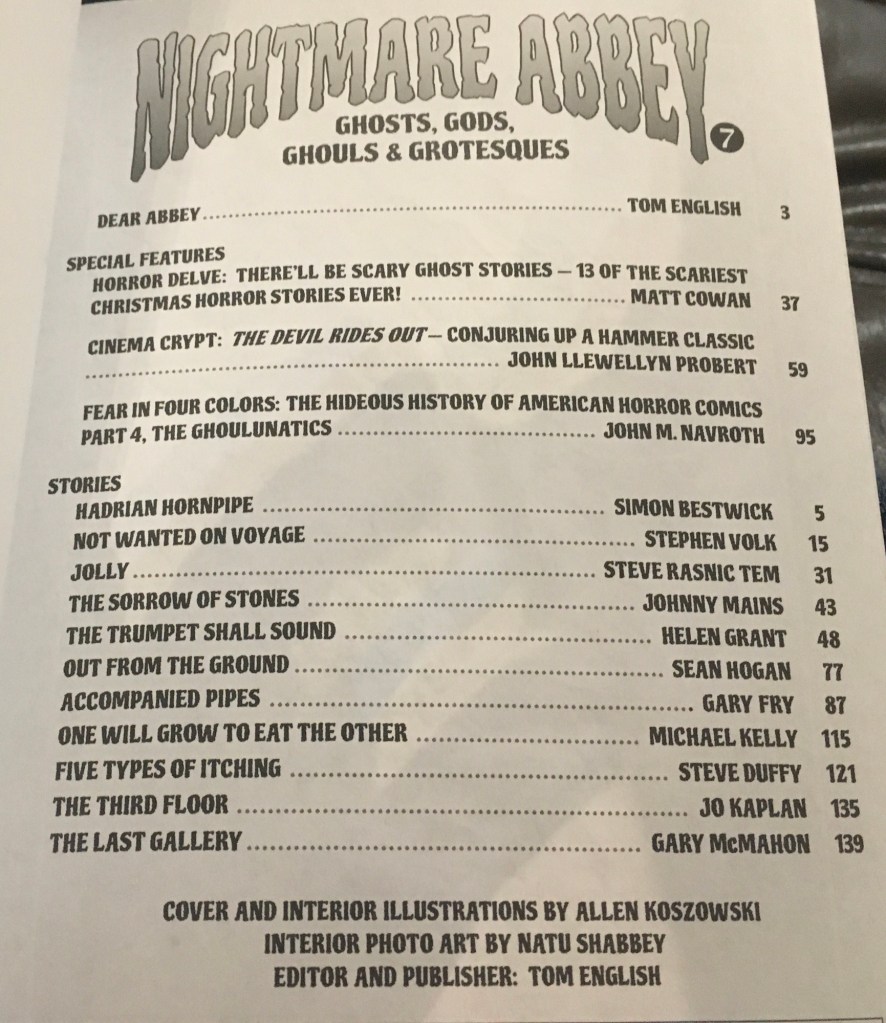 NIGHTMARE ABBEY
7
GHOSTS, GODS,
GHOULS & GROTESQUES
DEAR ABBEY........................................................................ TOM ENGLISH 3
SPECIAL FEATURES
HORROR DELVE: THERE'LL BE SCARY GHOST STORIES – 13 OF THE SCARIEST
CHRISTMAS HORROR STORIES EVER! ................................... MATT COWAN 37
CINEMA CRYPT: THE DEVIL RIDES OUT – CONJURING UP A HAMMER CLASSIC
.................................................................... JOHN LLEWELLYN PROBERT 59
FEAR IN FOUR COLORS: THE HIDEOUS HISTORY OF AMERICAN HORROR COMICS
PART 4, THE GHOULUNATICS .......................................... JOHN M. NAVROTH 95
STORIES
HADRIAN HORNPIPE ........................................................ SIMON BESTWICK 5
NOT WANTED ON VOYAGE .................................................... STEPHEN VOLK 15
JOLLY............................................................................ STEVE RASNIC TEM 31
THE SORROW OF STONES ..................................................... JOHNNY MAINS 43
THE TRUMPET SHALL SOUND .................................................. HELEN GRANT 48
OUT FROM THE GROUND............................................................ SEAN HOGAN 77
ACCOMPANIED PIPES .................................................................... GARY FRY 87
ONE WILL GROW TO EAT THE OTHER .................................... MICHAEL KELLY 115
FIVE TYPES OF ITCHING ............................................................ STEVE DUFFY 121
THE THIRD FLOOR ........................................................................ JO KAPLAN 135
THE LAST GALLERY............................................................... GARY McMAHON 139
COVER AND INTERIOR ILLUSTRATIONS BY ALLEN KOSZOWSKI
INTERIOR PHOTO ART BY NATU SHABBEY
EDITOR AND PUBLISHER: TOM ENGLISH